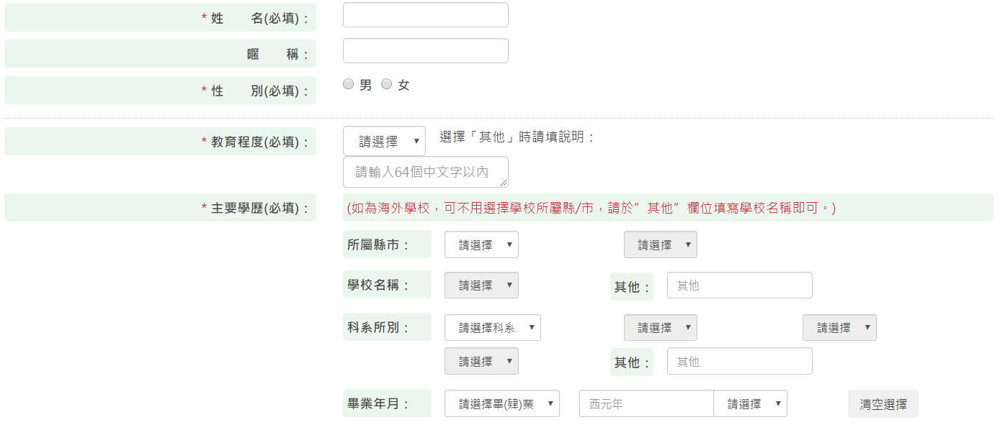 * 姓　　名(必填)：
暱　　稱：
* 性　　別(必填)： 男 女
* 教育程度(必填)： 請選擇 選擇「其他」時請填說明：
請輸入64個中文字以內
* 主要學歷(必填)： (如為海外學校，可不用選擇學校所屬縣/市，請於”其他”欄位填寫學校名稱即可。)
所屬縣市： 請選擇 請選擇
學校名稱： 請選擇 其他： 其他
科系所別： 請選擇科系 請選擇 請選擇
請選擇 其他： 其他
畢業年月： 請選擇畢(肄)業 西元年 請選擇 清空選擇